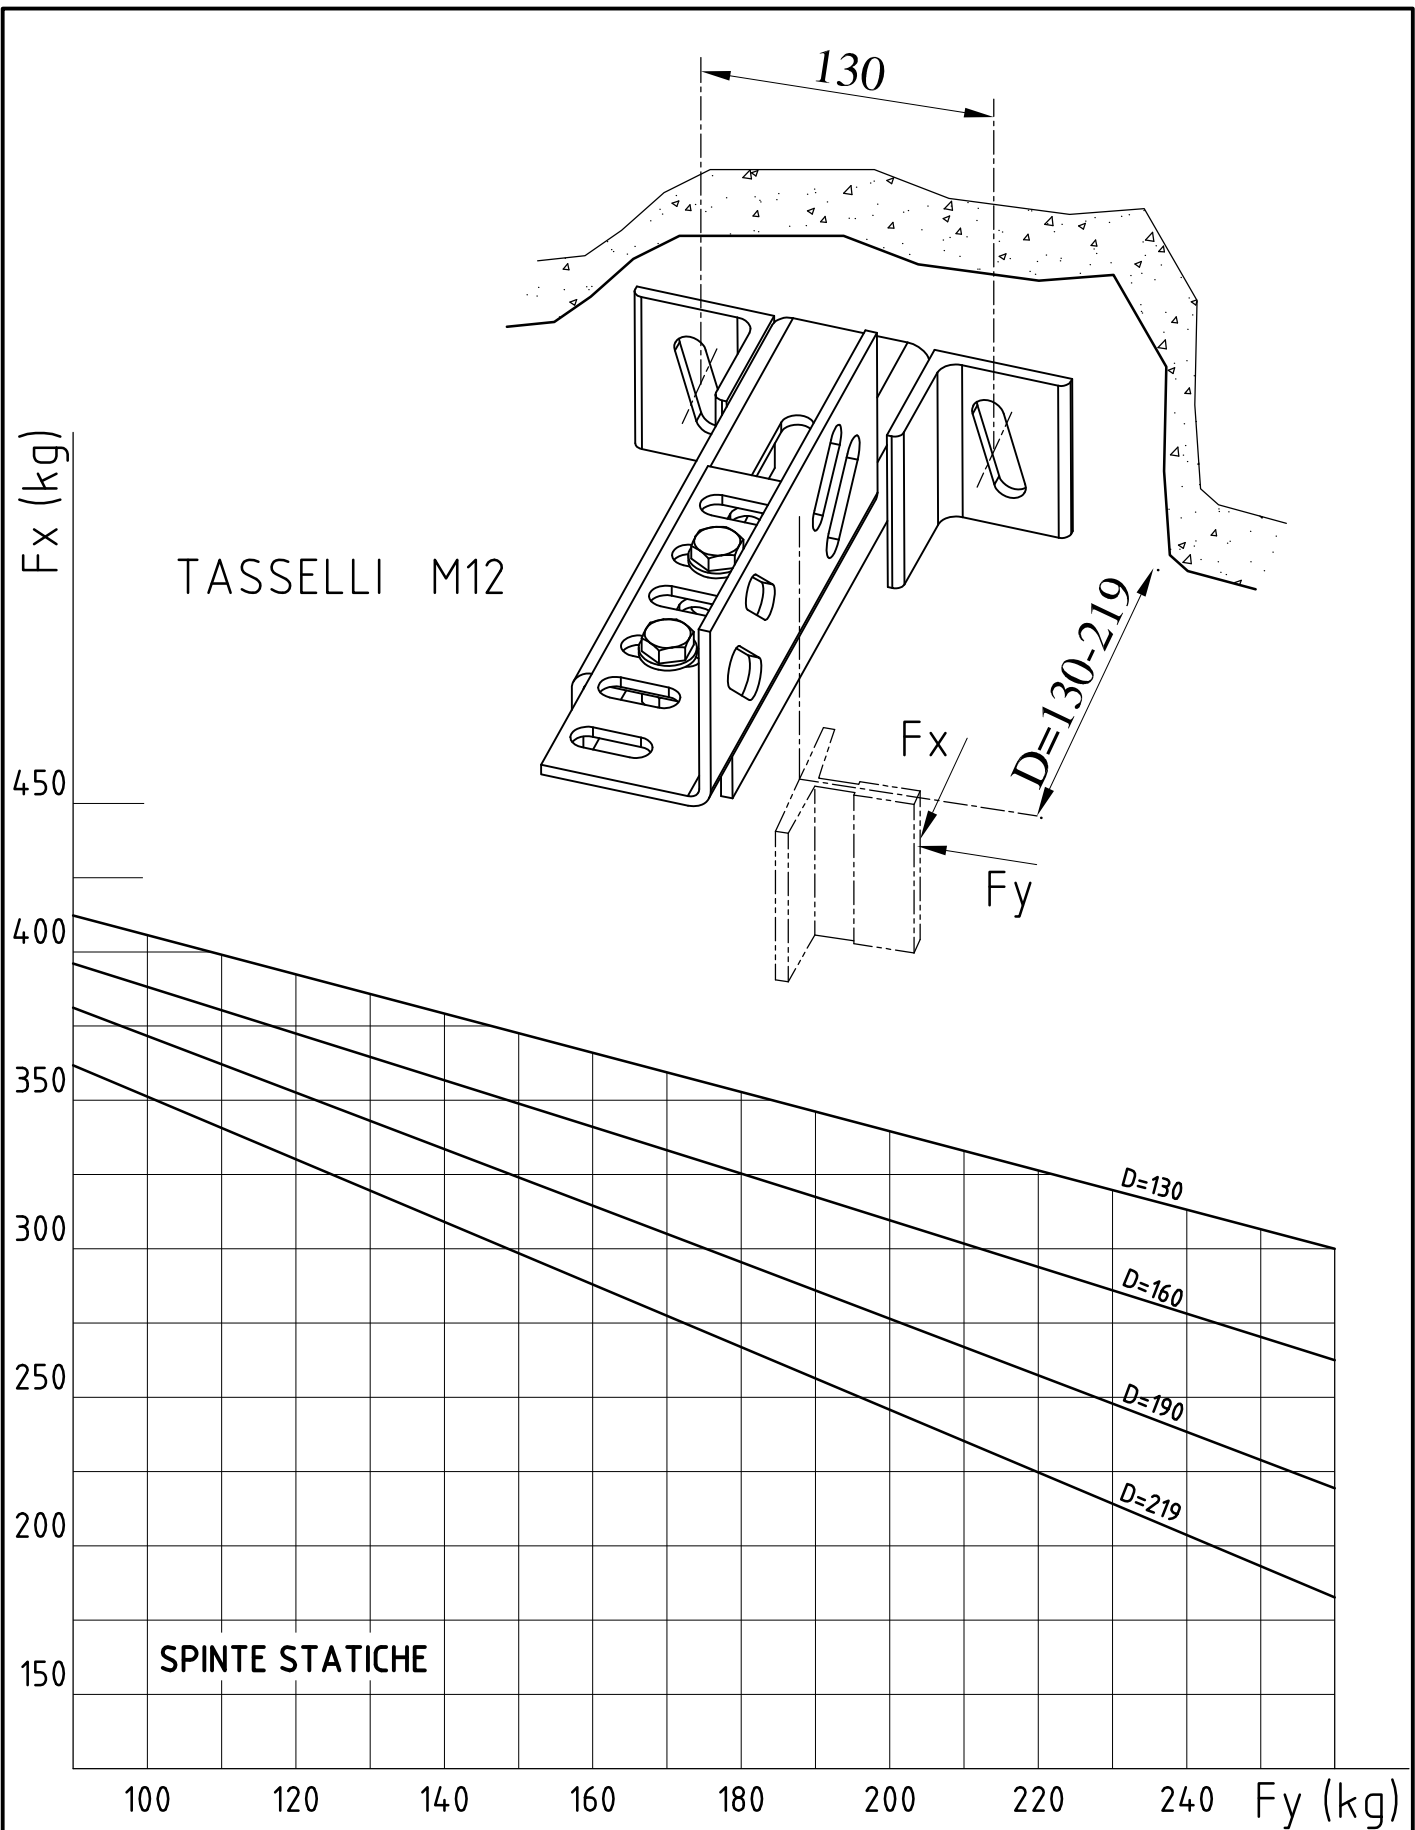 130
Fx (kg)
TASSELLI M12
D=130-219
Fx
Fy
450
400
350
300
250
200
150
D=130
D=160
D=190
D=219
SPINTE STATICHE
100 120 140 160 180 200 220 240 Fy (kg)